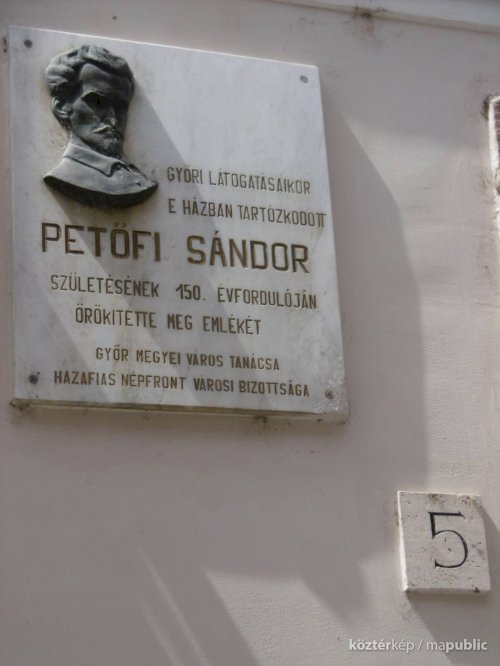 GYŐRI LÁTOGATÁSAIKOR
E HÁZBAN TARTÓZKODOTT
PETŐFI SÁNDOR
SZÜLETÉSÉNEK 150. ÉVFORDULÓJÁN
ÖRÖKITETTE MEG EMLÉKÉT
GYŐR MEGYEI VÁROS TANÁCSA
HAZAFIAS NÉPFRONT VÁROSI BIZOTTSÁGA
5
köztérkép / mapublic